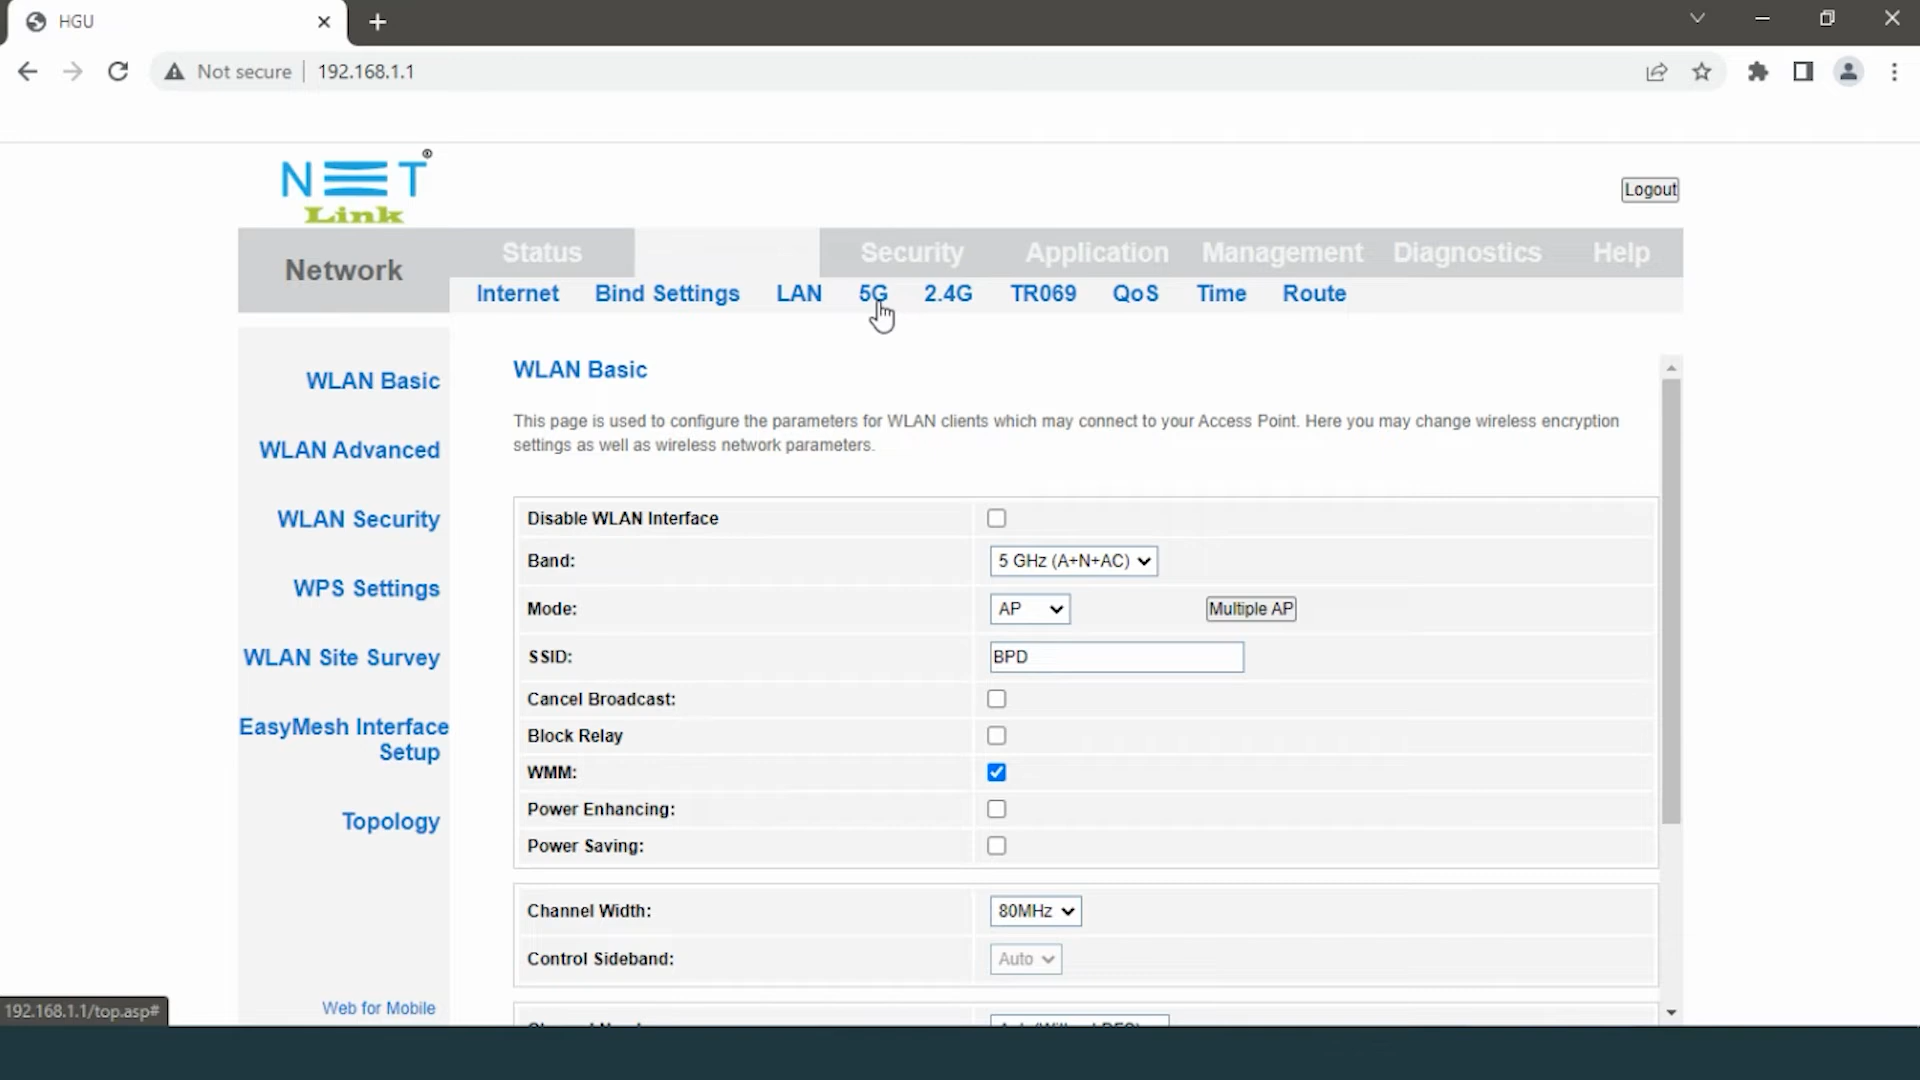 HGU
Not secure 192.168.1.1
NET
Link
Logout
Network
Status Security Application Management Diagnostics Help
Internet Bind Settings LAN 5G 2.4G TR069 QoS Time Route
WLAN Basic
WLAN Advanced
WLAN Security
WPS Settings
WLAN Site Survey
EasyMesh Interface
Setup
Topology
Web for Mobile
WLAN Basic
This page is used to configure the parameters for WLAN clients which may connect to your Access Point. Here you may change wireless encryption
settings as well as wireless network parameters.
Disable WLAN Interface
Band: 5 GHz (A+N+AC)
Mode: AP Multiple AP
SSID: BPD
Cancel Broadcast:
Block Relay
WMM:
Power Enhancing:
Power Saving:
Channel Width: 80MHz
Control Sideband: Auto
192.168.1.1/top.asp#